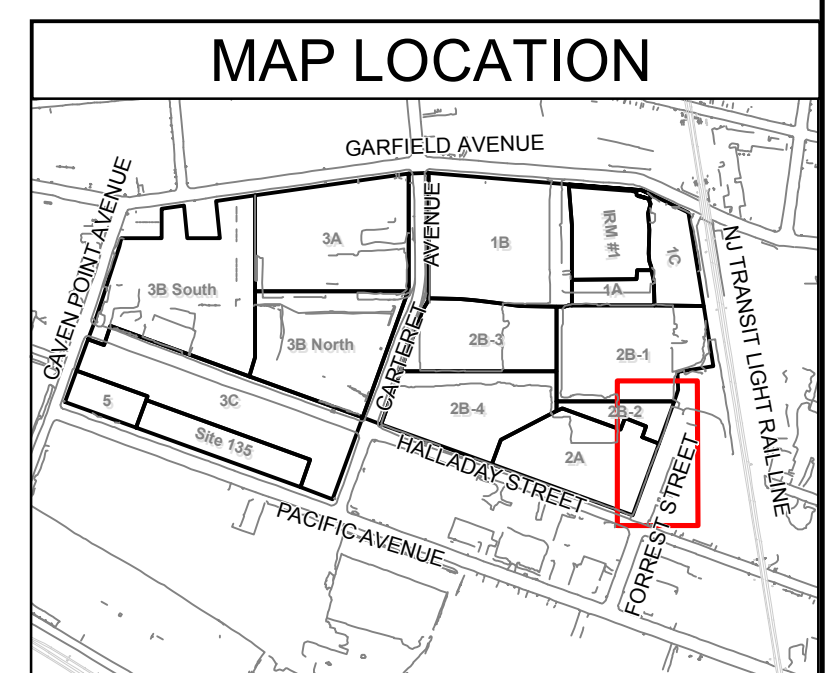 MAP LOCATION
GARFIELD AVENUE
CAVEN POINT AVENUE
CARTERET AVENUE
NJ TRANSIT LIGHT RAIL LINE
3A
1B
IRM #1
1C
1A
3B South
3B North
2B-3
2B-1
2B-2
2B-4
2A
3C
5
Site 135
HALLADAY STREET
PACIFIC AVENUE
FORREST STREET